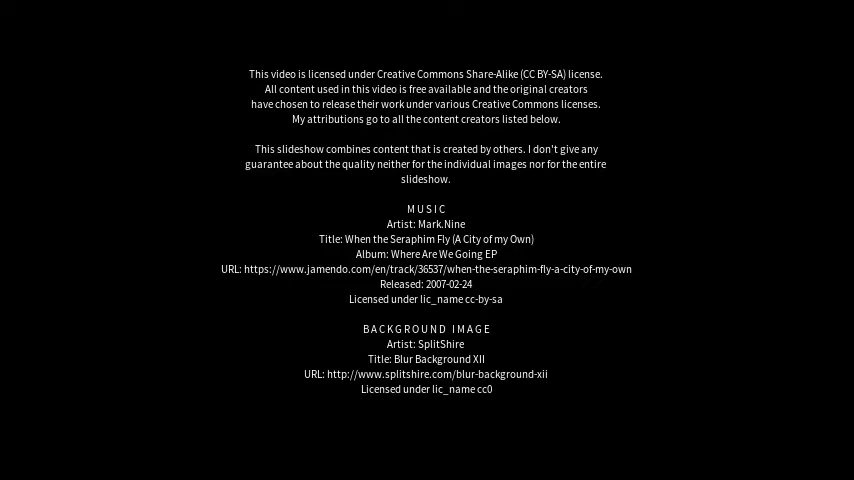 This video is licensed under Creative Commons Share-Alike (CC BY-SA) license.
All content used in this video is free available and the original creators
have chosen to release their work under various Creative Commons licenses.
My attributions go to all the content creators listed below.
This slideshow combines content that is created by others. I don't give any
guarantee about the quality neither for the individual images nor for the entire
slideshow.
MUSIC
Artist: Mark.Nine
Title: When the Seraphim Fly (A City of my Own)
Album: Where Are We Going EP
URL: https://www.jamendo.com/en/track/36537/when-the-seraphim-fly-a-city-of-my-own
Released: 2007-02-24
Licensed under lic_name cc-by-sa
BACKGROUND IMAGE
Artist: SplitShire
Title: Blur Background XII
URL: http://www.splitshire.com/blur-background-xii
Licensed under lic_name cc0